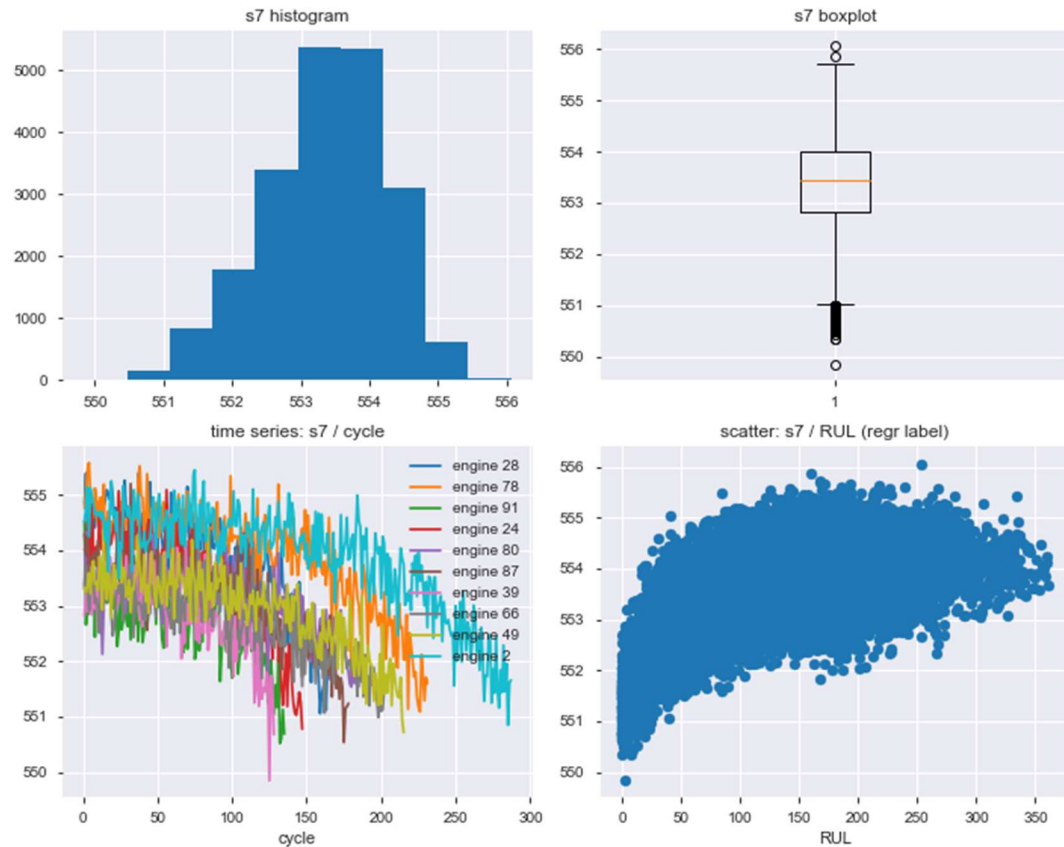 s7 histogram
5000
4000
3000
2000
1000
0
550 551 552 553 554 555 556
s7 boxplot
556
555
554
553
552
551
550
1
time series: s7 / cycle
555
554
553
552
551
550
engine 28
engine 78
engine 91
engine 24
engine 80
engine 87
engine 39
engine 66
engine 49
engine 2
0 50 100 150 200 250 300
cycle
scatter: s7 / RUL (regr label)
556
555
554
553
552
551
550
0 50 100 150 200 250 300 350
RUL